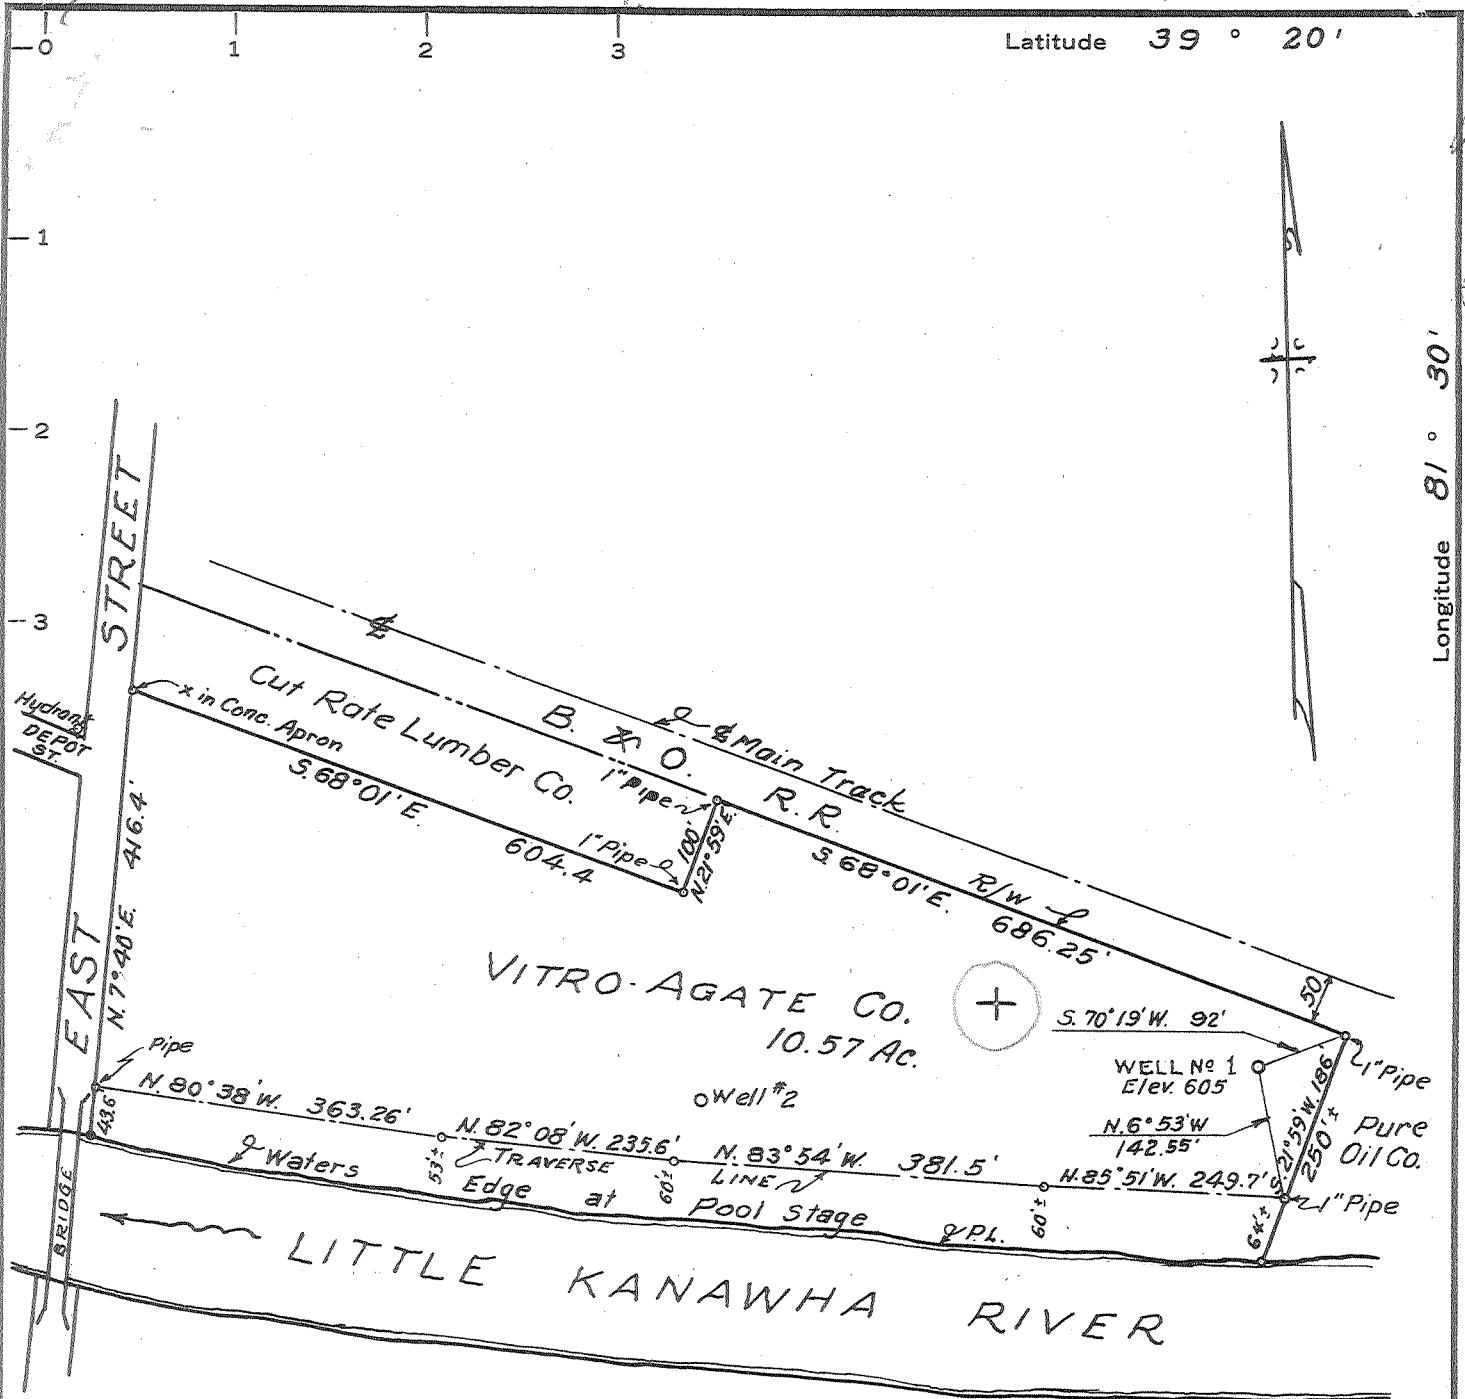 0 1 2 3
Latitude 39 ° 20'
1
2
3
Longitude 81 ° 30'
EAST STREET
Hydrant
DEPOT
ST.
x in Conc. Apron
Cut Rate Lumber Co.
S. 68°01' E.
604.4
B. & O. R. R.
℄
℄ Main Track
1" Pipe
1" Pipe
100'
N. 21°59' E.
S. 68°01' E.
686.25'
R/W
50'
N. 7°40' E. 416.4'
VITRO-AGATE CO.
10.57 Ac.
S. 70°19' W. 92'
WELL Nº 1
Elev. 605
N. 6°53' W
142.55'
1" Pipe
S. 21°59' W. 186'
250'±
Pure
Oil Co.
1" Pipe
Pipe
43.6'
N. 80°38' W. 363.26'
Well #2
N. 82°08' W. 235.6'
TRAVERSE
N. 83°54' W. 381.5'
LINE
N. 85°51' W. 249.7'
53'±
60'±
60'±
64'±
Waters Edge at Pool Stage
P.L.
BRIDGE
LITTLE KANAWHA RIVER